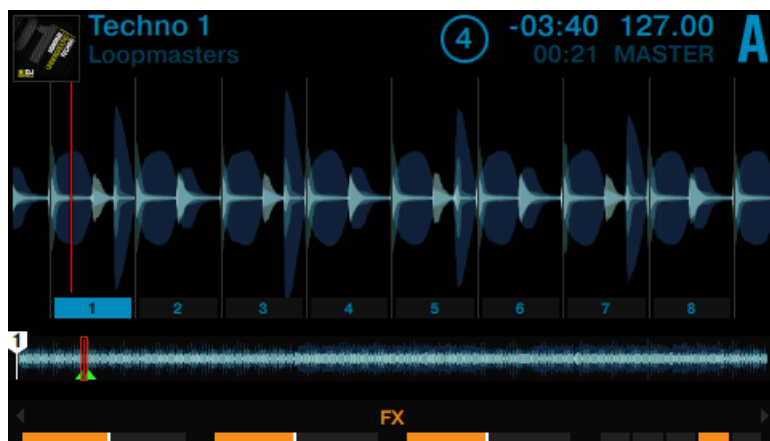 Techno 1
Loopmasters
4
-03:40 127.00
00:21 MASTER
A
1 2 3 4 5 6 7 8
1
FX